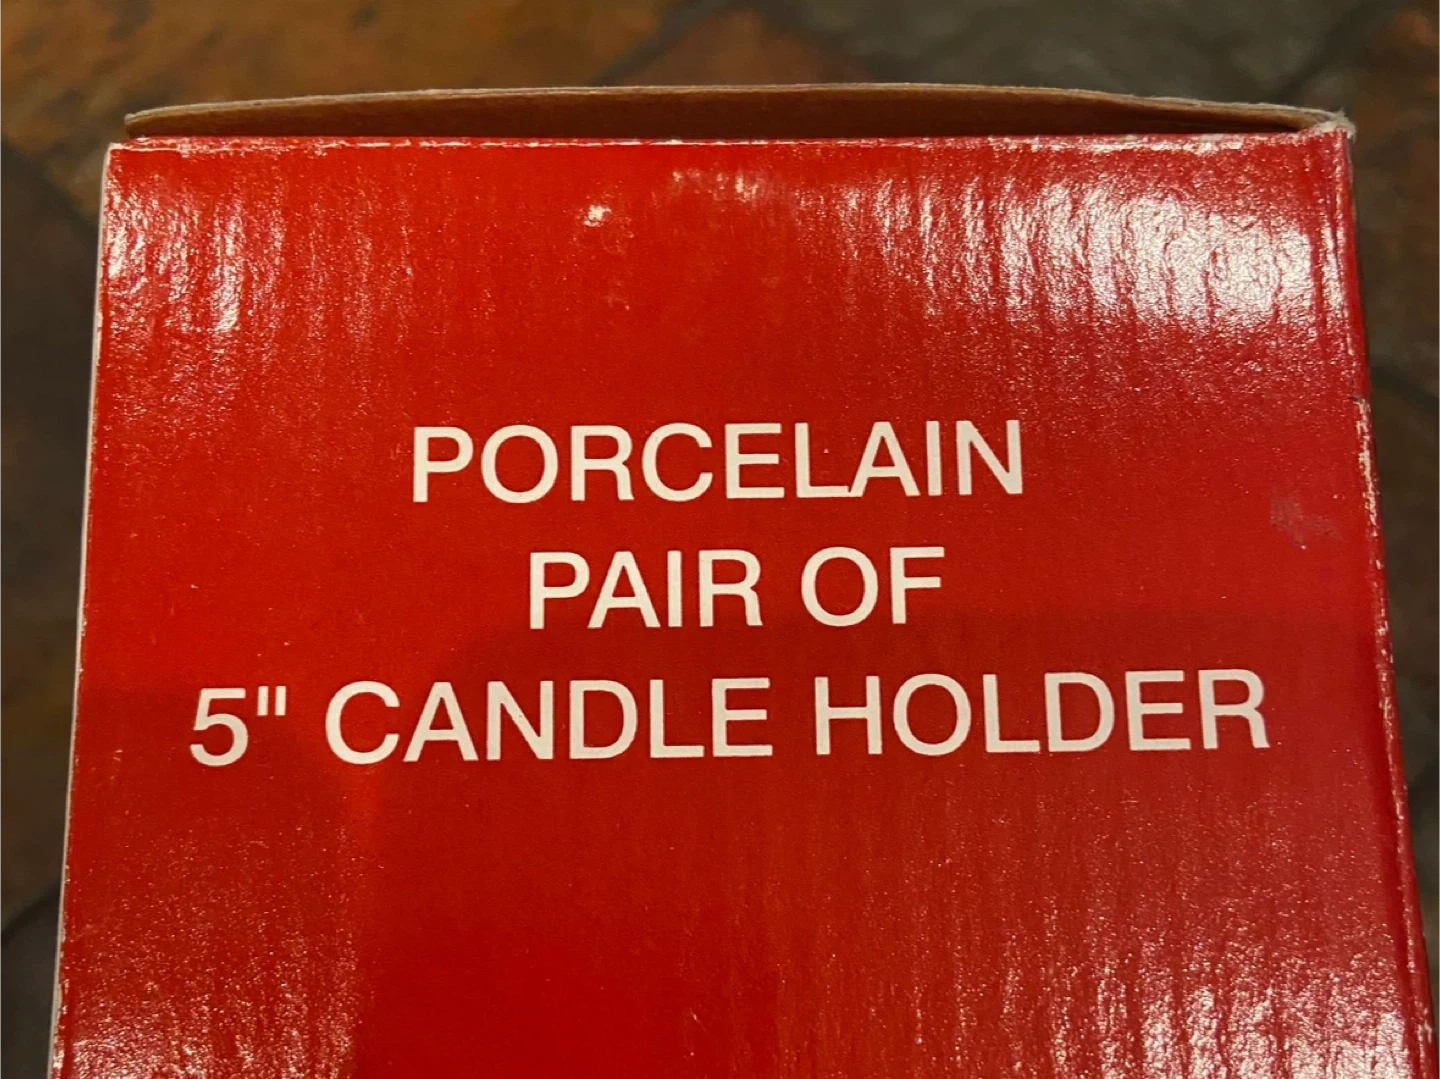 PORCELAIN
PAIR OF
5" CANDLE HOLDER